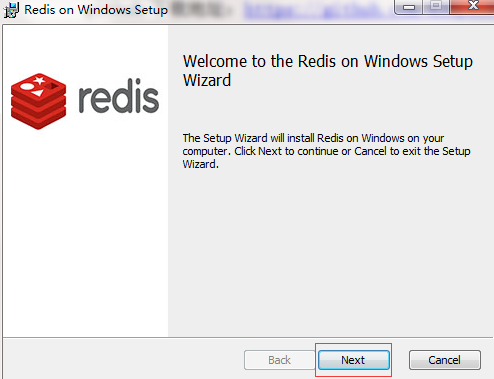 Redis on Windows Setup
redis
Welcome to the Redis on Windows Setup
Wizard
The Setup Wizard will install Redis on Windows on your
computer. Click Next to continue or Cancel to exit the Setup
Wizard.
Back Next Cancel